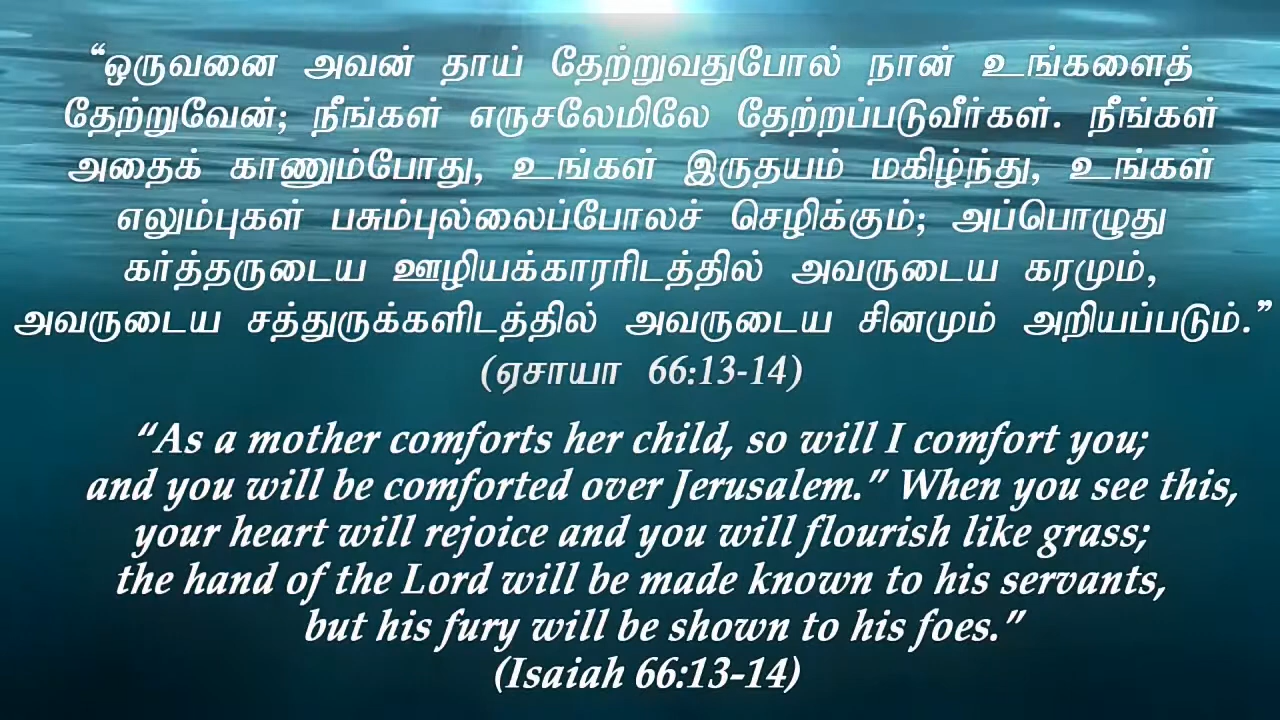 “ஒருவனை அவன் தாய் தேற்றுவதுபோல் நான் உங்களைத்
தேற்றுவேன்; நீங்கள் எருசலேமிலே தேற்றப்படுவீர்கள். நீங்கள்
அதைக் காணும்போது, உங்கள் இருதயம் மகிழ்ந்து, உங்கள்
எலும்புகள் பசும்புல்லைப்போலச் செழிக்கும்; அப்பொழுது
கர்த்தருடைய ஊழியக்காரரிடத்தில் அவருடைய கரமும்,
அவருடைய சத்துருக்களிடத்தில் அவருடைய சினமும் அறியப்படும்.”
(ஏசாயா 66:13-14)
“As a mother comforts her child, so will I comfort you;
and you will be comforted over Jerusalem.” When you see this,
your heart will rejoice and you will flourish like grass;
the hand of the Lord will be made known to his servants,
but his fury will be shown to his foes.”
(Isaiah 66:13-14)